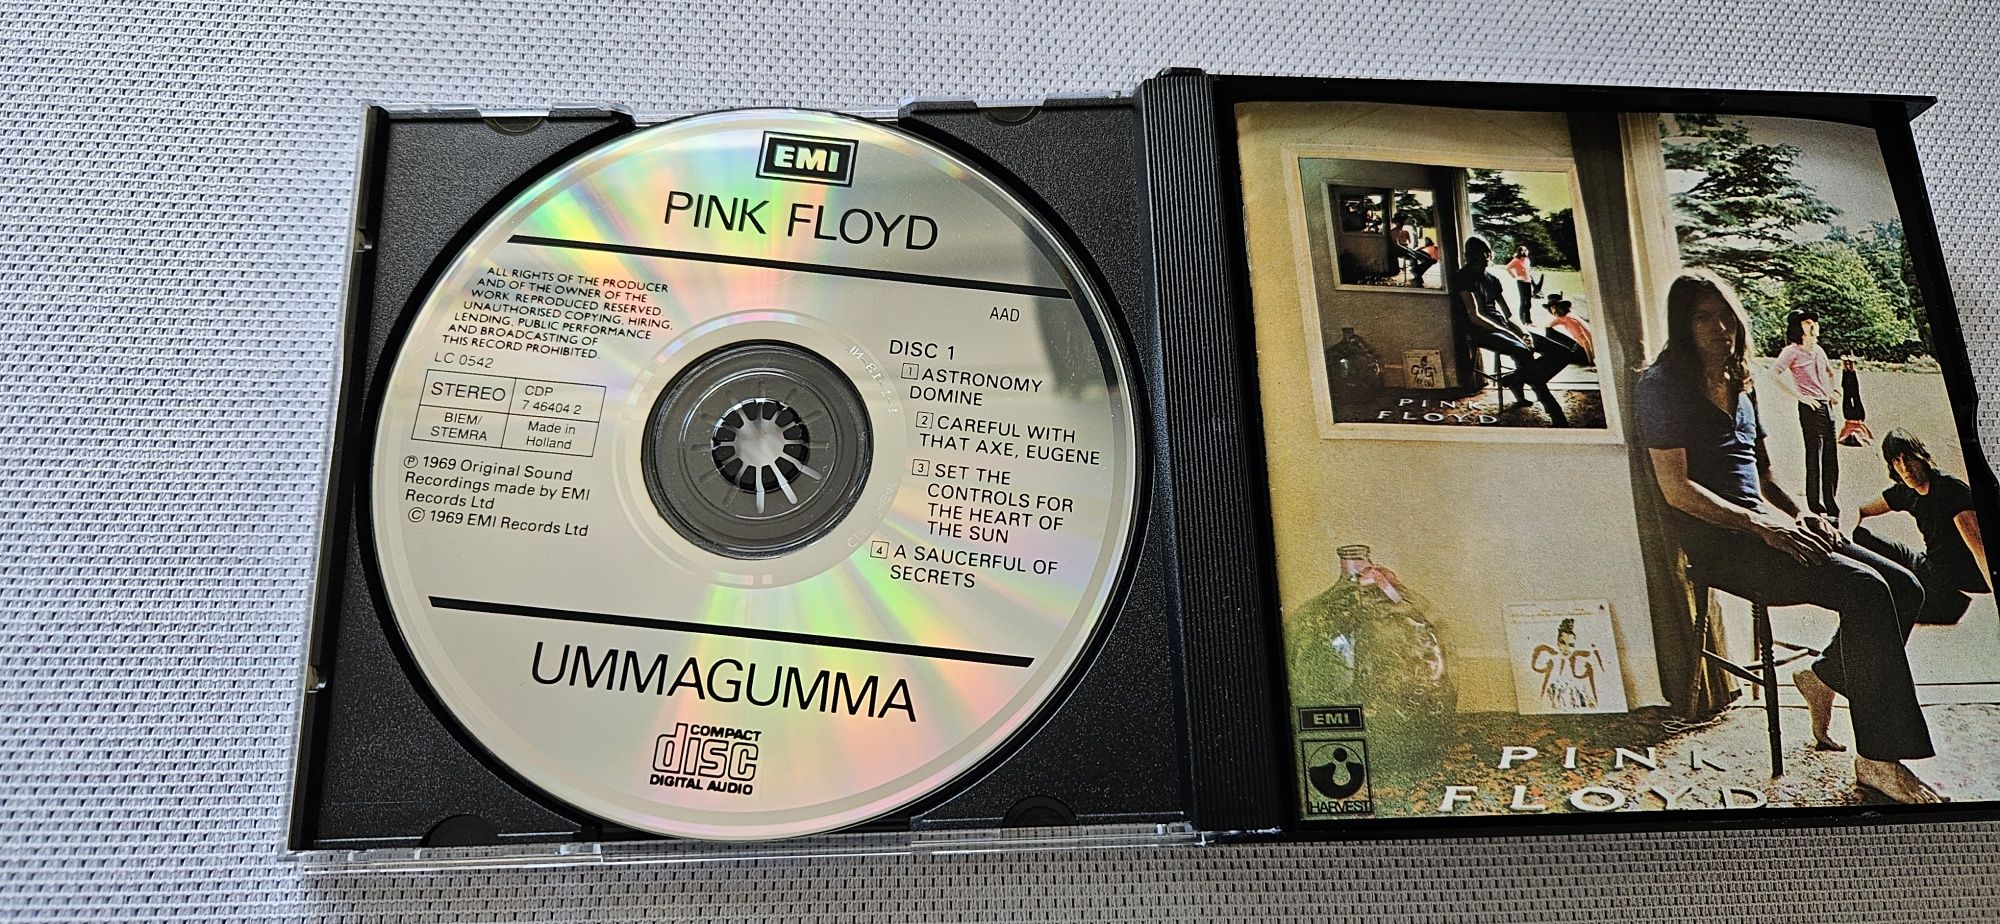 EMI
PINK FLOYD
ALL RIGHTS OF THE PRODUCER
AND OF THE OWNER OF THE
WORK REPRODUCED RESERVED.
UNAUTHORISED COPYING, HIRING,
LENDING, PUBLIC PERFORMANCE
AND BROADCASTING OF
THIS RECORD PROHIBITED.
LC 0542
STEREO
CDP
7 46404 2
BIEM/
STEMRA
Made in
Holland
℗ 1969 Original Sound
Recordings made by EMI
Records Ltd
© 1969 EMI Records Ltd
AAD
DISC 1
1 ASTRONOMY
DOMINE
2 CAREFUL WITH
THAT AXE, EUGENE
3 SET THE
CONTROLS FOR
THE HEART OF
THE SUN
4 A SAUCERFUL OF
SECRETS
UMMAGUMMA
COMPACT
disc
DIGITAL AUDIO
GiGi
PINK
FLOYD
GiGi
EMI
HARVEST
PINK
FLOYD